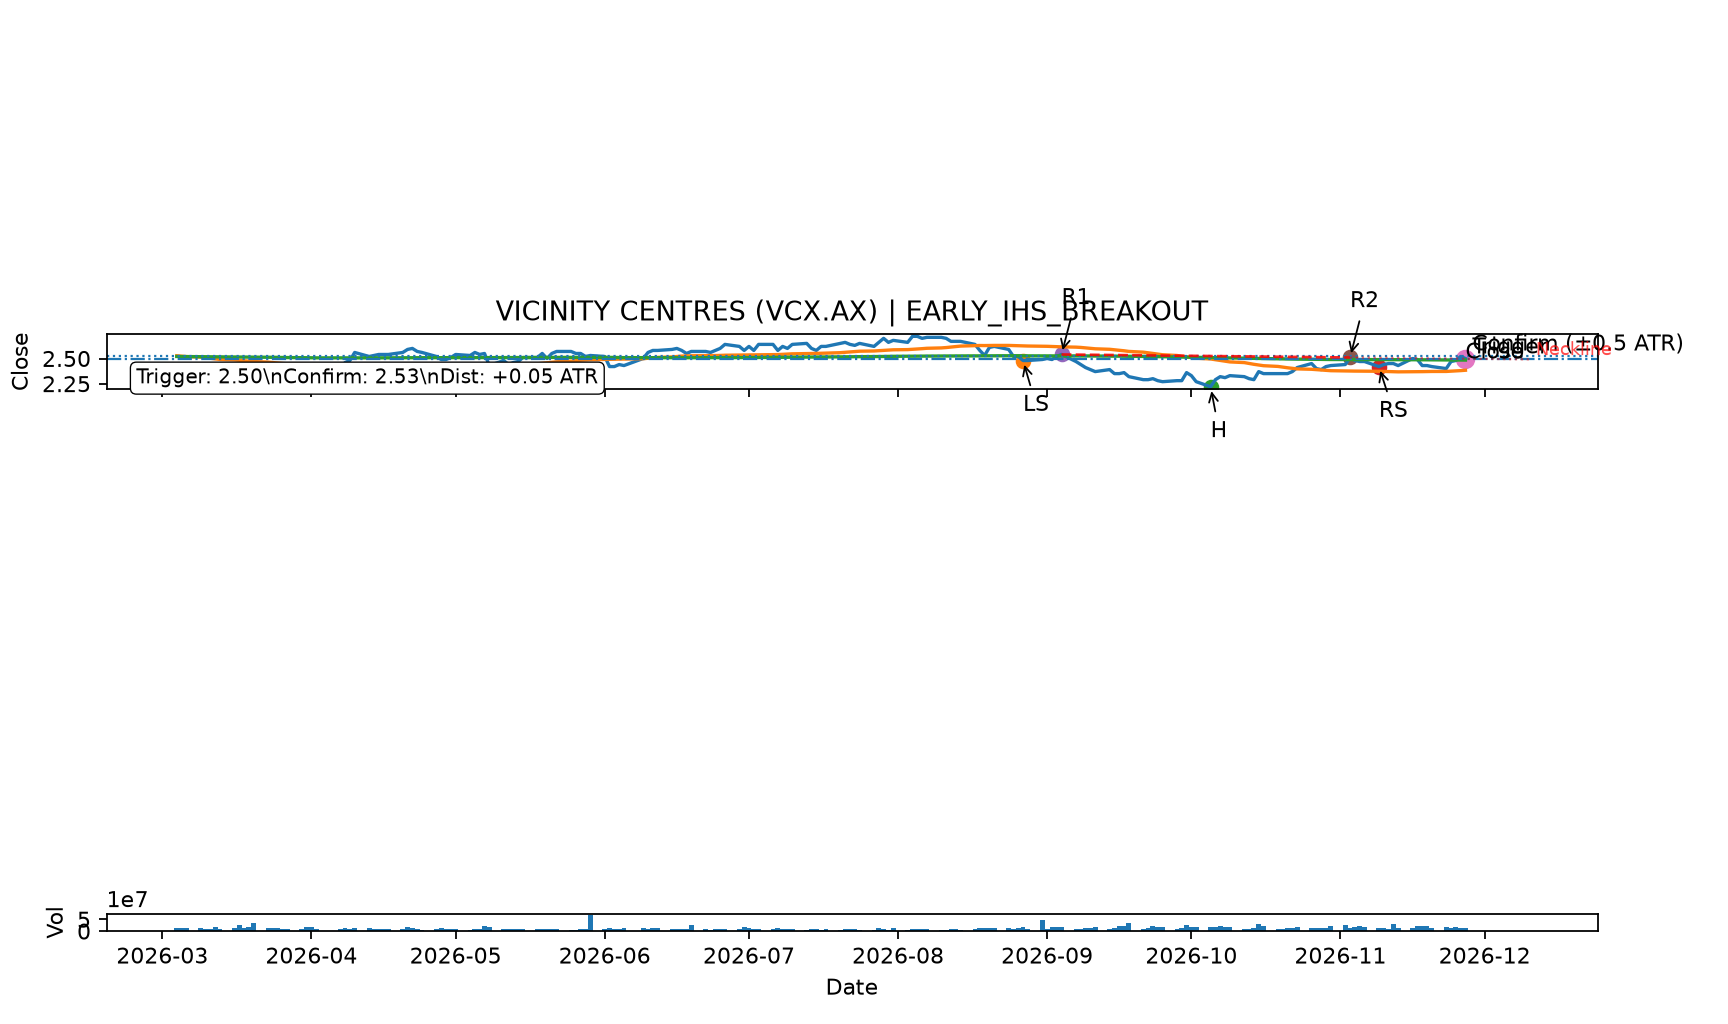 R1
R2
VICINITY CENTRES (VCX.AX) | EARLY_IHS_BREAKOUT
Close
2.50
2.25
Trigger: 2.50\nConfirm: 2.53\nDist: +0.05 ATR
Confirm (+0.5 ATR)
Trigger
Close
Neckline
LS
RS
H
1e7
Vol
5
0
2026-03
2026-04
2026-05
2026-06
2026-07
2026-08
2026-09
2026-10
2026-11
2026-12
Date